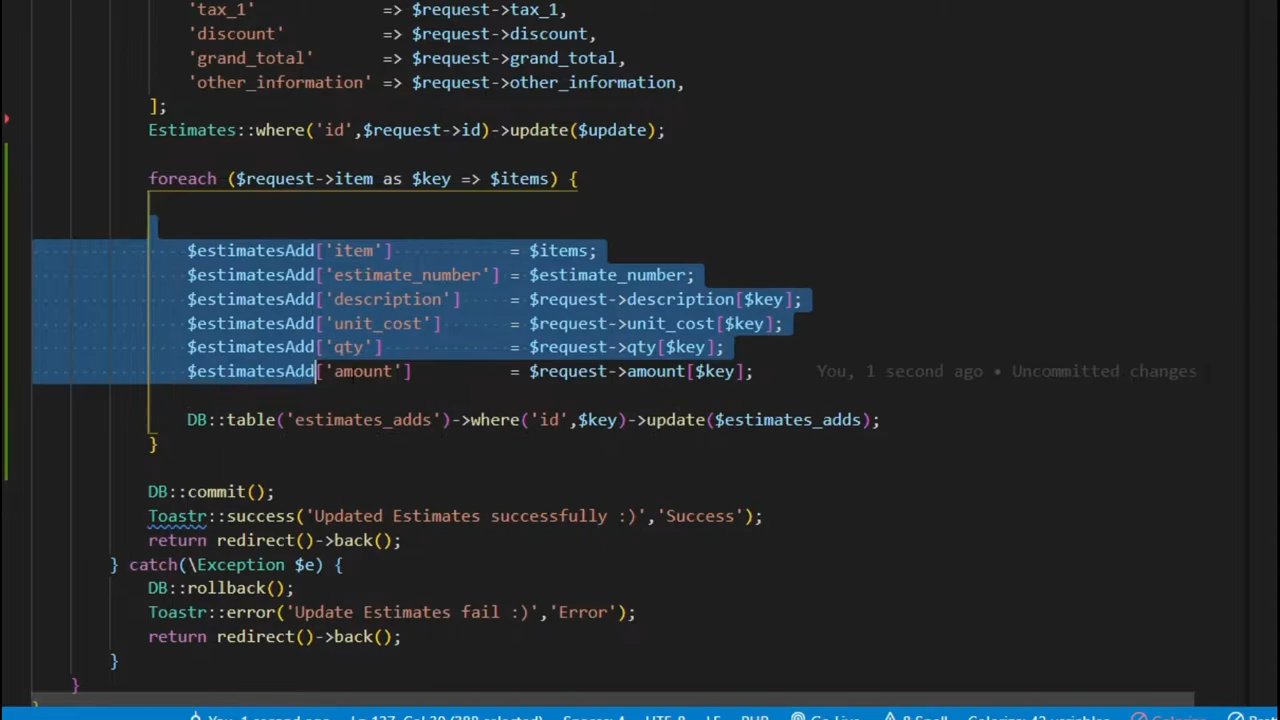 'tax_1' => $request->tax_1,
'discount' => $request->discount,
'grand_total' => $request->grand_total,
'other_information' => $request->other_information,
];
Estimates::where('id',$request->id)->update($update);
foreach ($request->item as $key => $items) {
$estimatesAdd['item'] = $items;
$estimatesAdd['estimate_number'] = $estimate_number;
$estimatesAdd['description'] = $request->description[$key];
$estimatesAdd['unit_cost'] = $request->unit_cost[$key];
$estimatesAdd['qty'] = $request->qty[$key];
$estimatesAdd['amount'] = $request->amount[$key]; You, 1 second ago • Uncommitted changes
DB::table('estimates_adds')->where('id',$key)->update($estimates_adds);
}
DB::commit();
Toastr::success('Updated Estimates successfully :)','Success');
return redirect()->back();
} catch(\Exception $e) {
DB::rollback();
Toastr::error('Update Estimates fail :)','Error');
return redirect()->back();
}
}